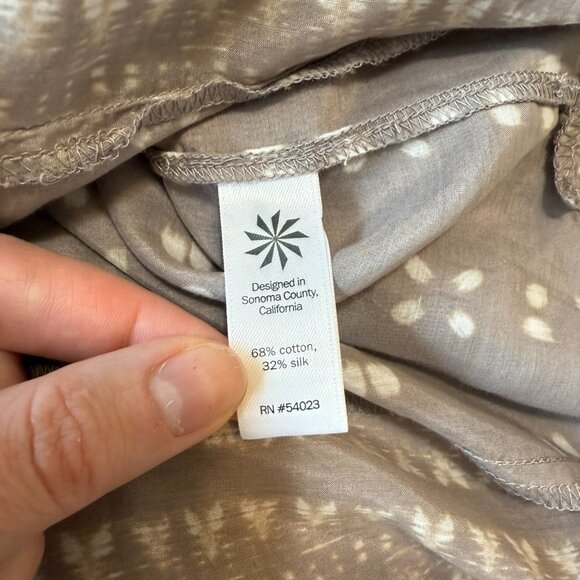 Designed in
Sonoma County,
California
68% cotton,
32% silk
RN #54023